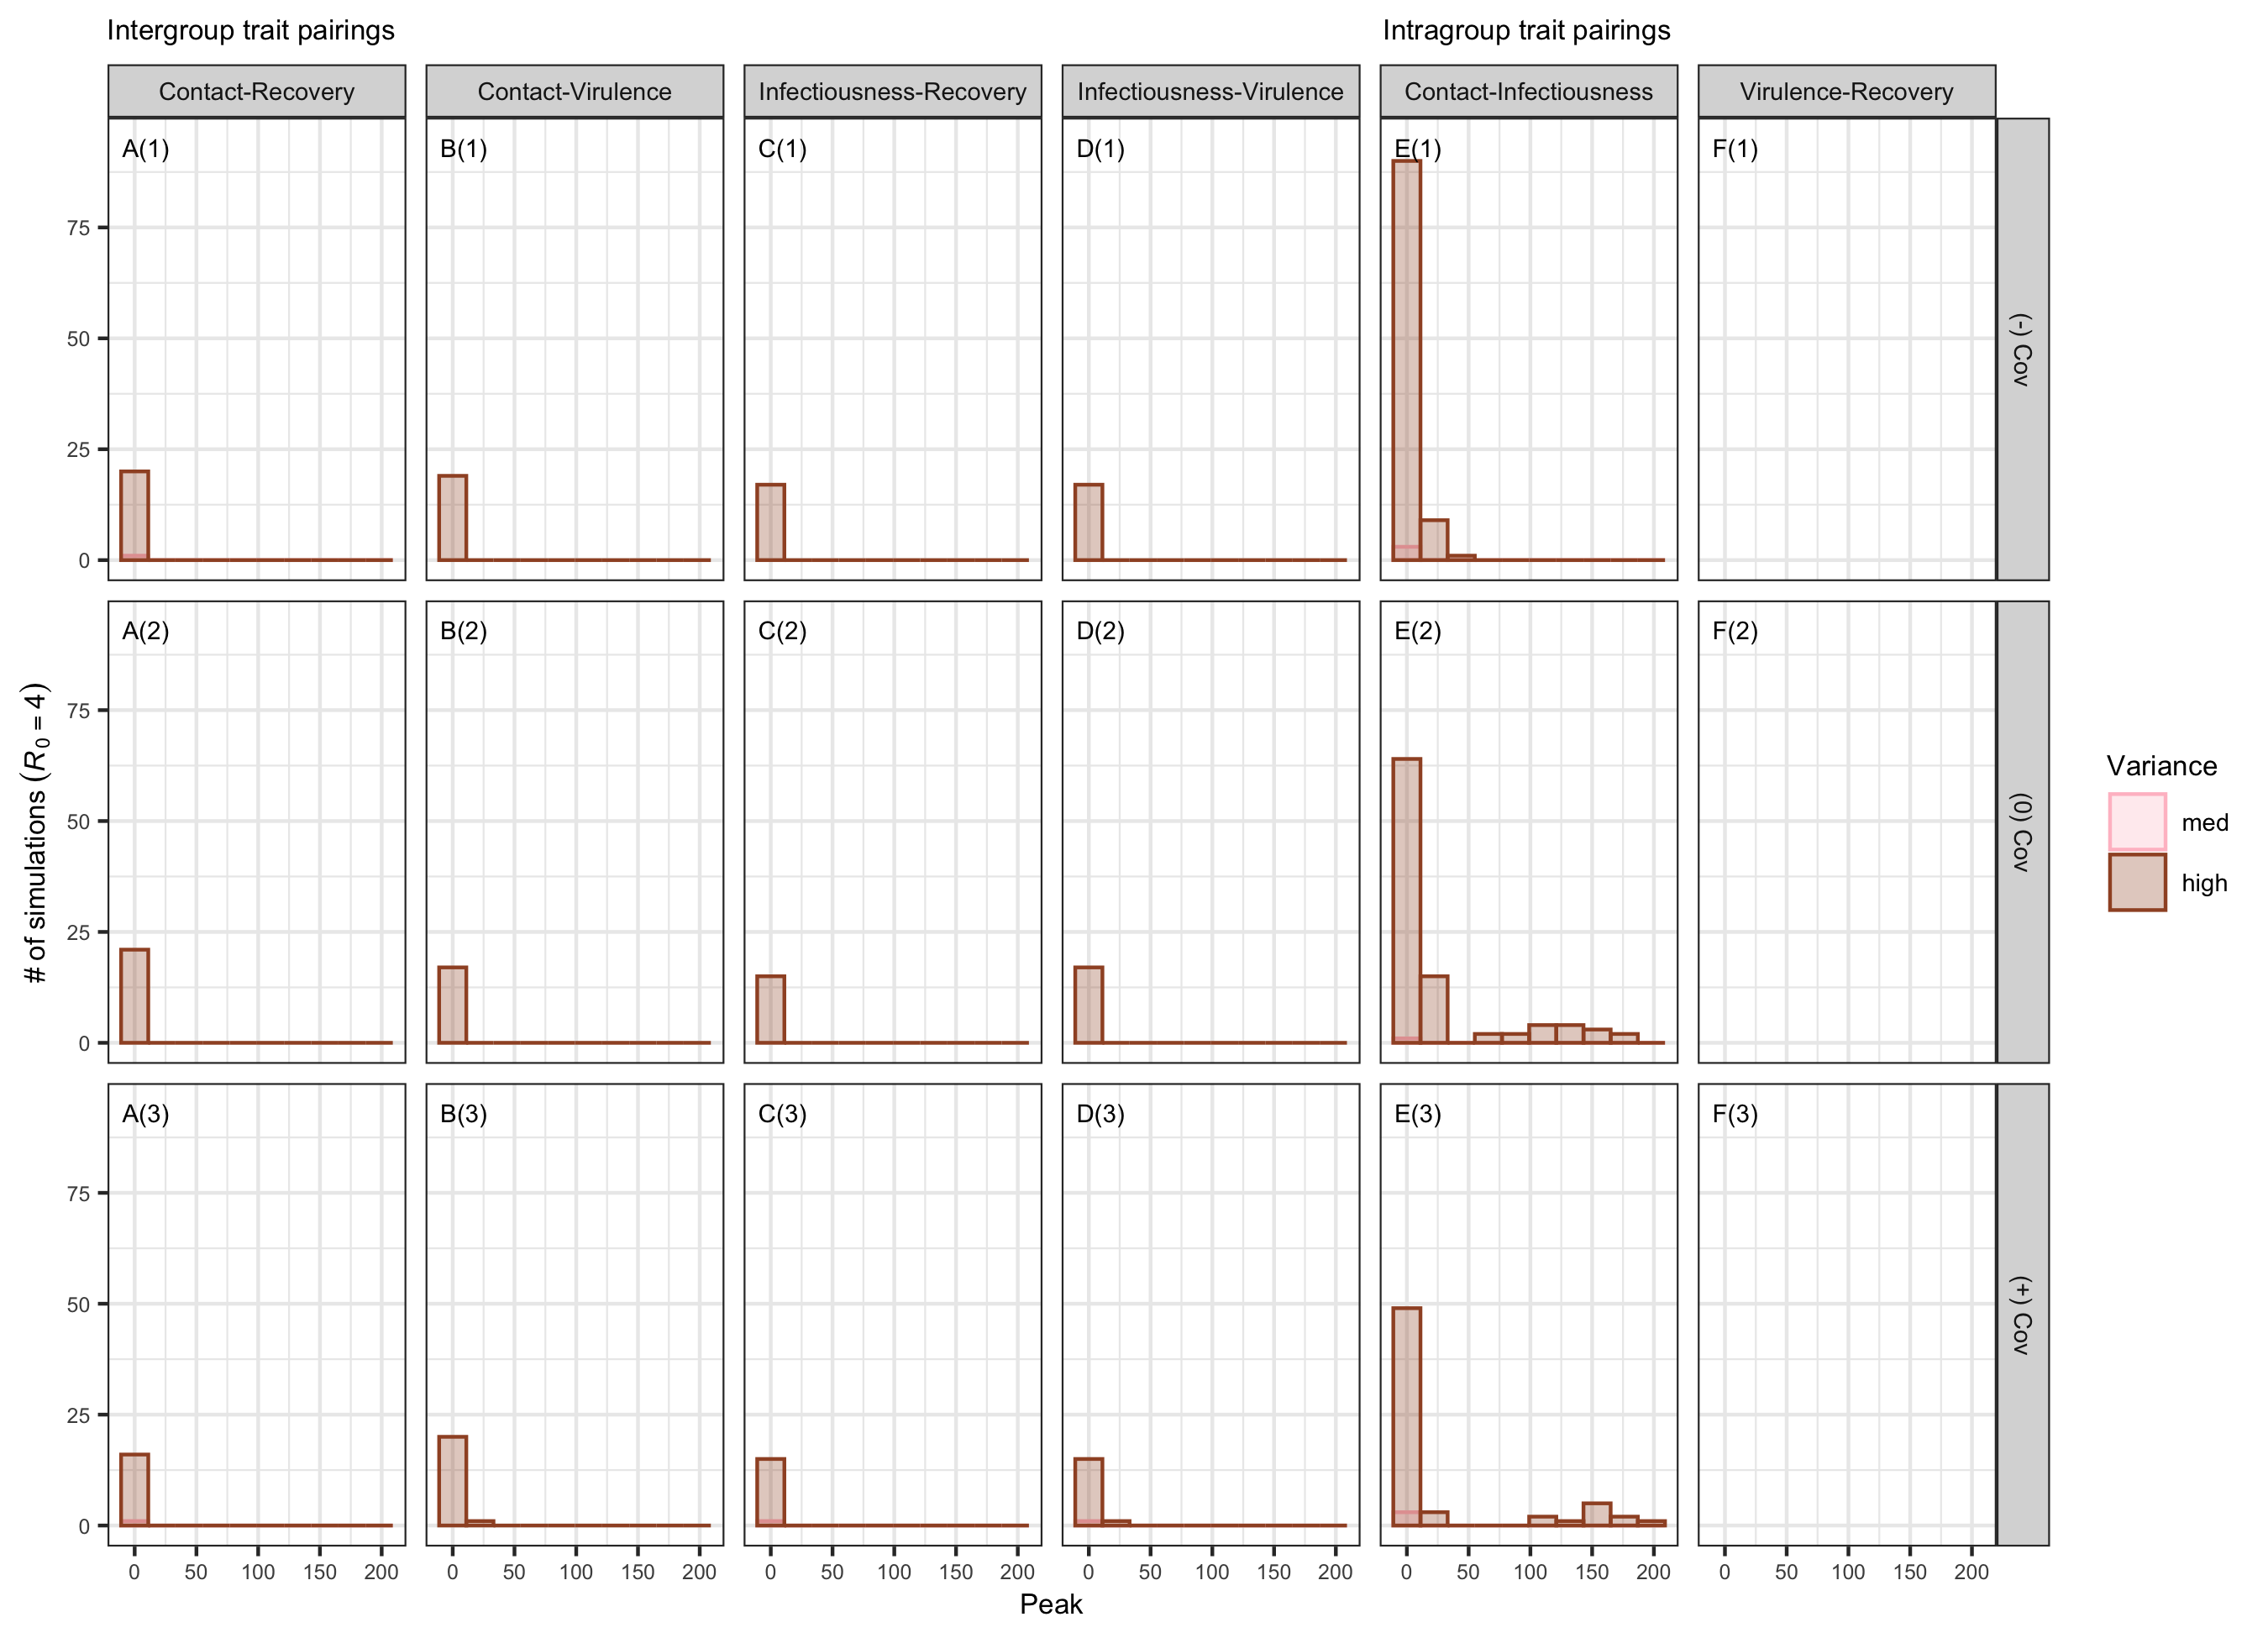 Intergroup trait pairings
Intragroup trait pairings
Contact-Recovery
Contact-Virulence
Infectiousness-Recovery
Infectiousness-Virulence
Contact-Infectiousness
Virulence-Recovery
A(1)
B(1)
C(1)
D(1)
E(1)
F(1)
75
50
25
0
(-) Cov
A(2)
B(2)
C(2)
D(2)
E(2)
F(2)
75
50
25
0
(0) Cov
A(3)
B(3)
C(3)
D(3)
E(3)
F(3)
75
50
25
0
(+) Cov
# of simulations (R0 = 4)
0 50 100 150 200
0 50 100 150 200
0 50 100 150 200
0 50 100 150 200
0 50 100 150 200
0 50 100 150 200
Peak
Variance
med
high